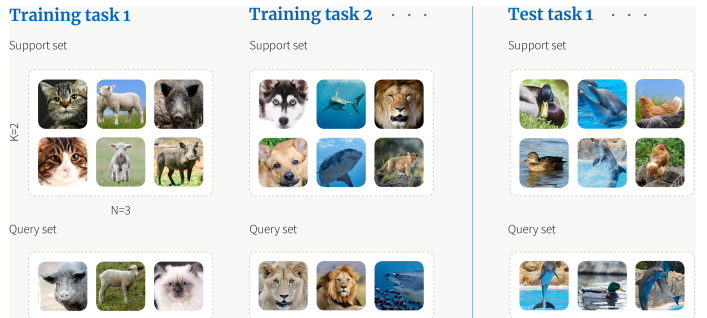 Training task 1
Support set
K=2
N=3
Query set
Training task 2 · · ·
Support set
Query set
Test task 1 · · ·
Support set
Query set